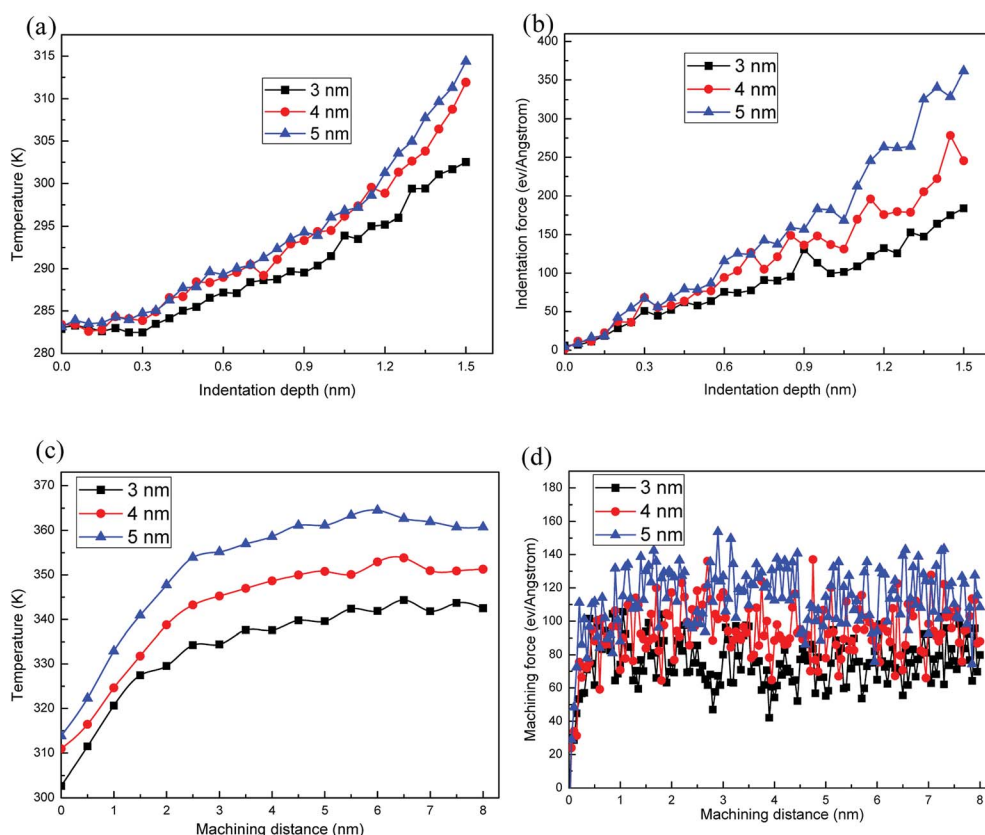 (a)
315
310
305
300
295
290
285
280
Temperature (K)
3 nm
4 nm
5 nm
0.0 0.3 0.6 0.9 1.2 1.5
Indentation depth (nm)
(b)
400
350
300
250
200
150
100
50
0
Indentation force (ev/Angstrom)
3 nm
4 nm
5 nm
0.0 0.3 0.6 0.9 1.2 1.5
Indentation depth (nm)
(c)
370
360
350
340
330
320
310
300
Temperature (K)
3 nm
4 nm
5 nm
0 1 2 3 4 5 6 7 8
Machining distance (nm)
(d)
180
160
140
120
100
80
60
40
20
0
Machining force (ev/Angstrom)
3 nm
4 nm
5 nm
0 1 2 3 4 5 6 7 8
Machining distance (nm)